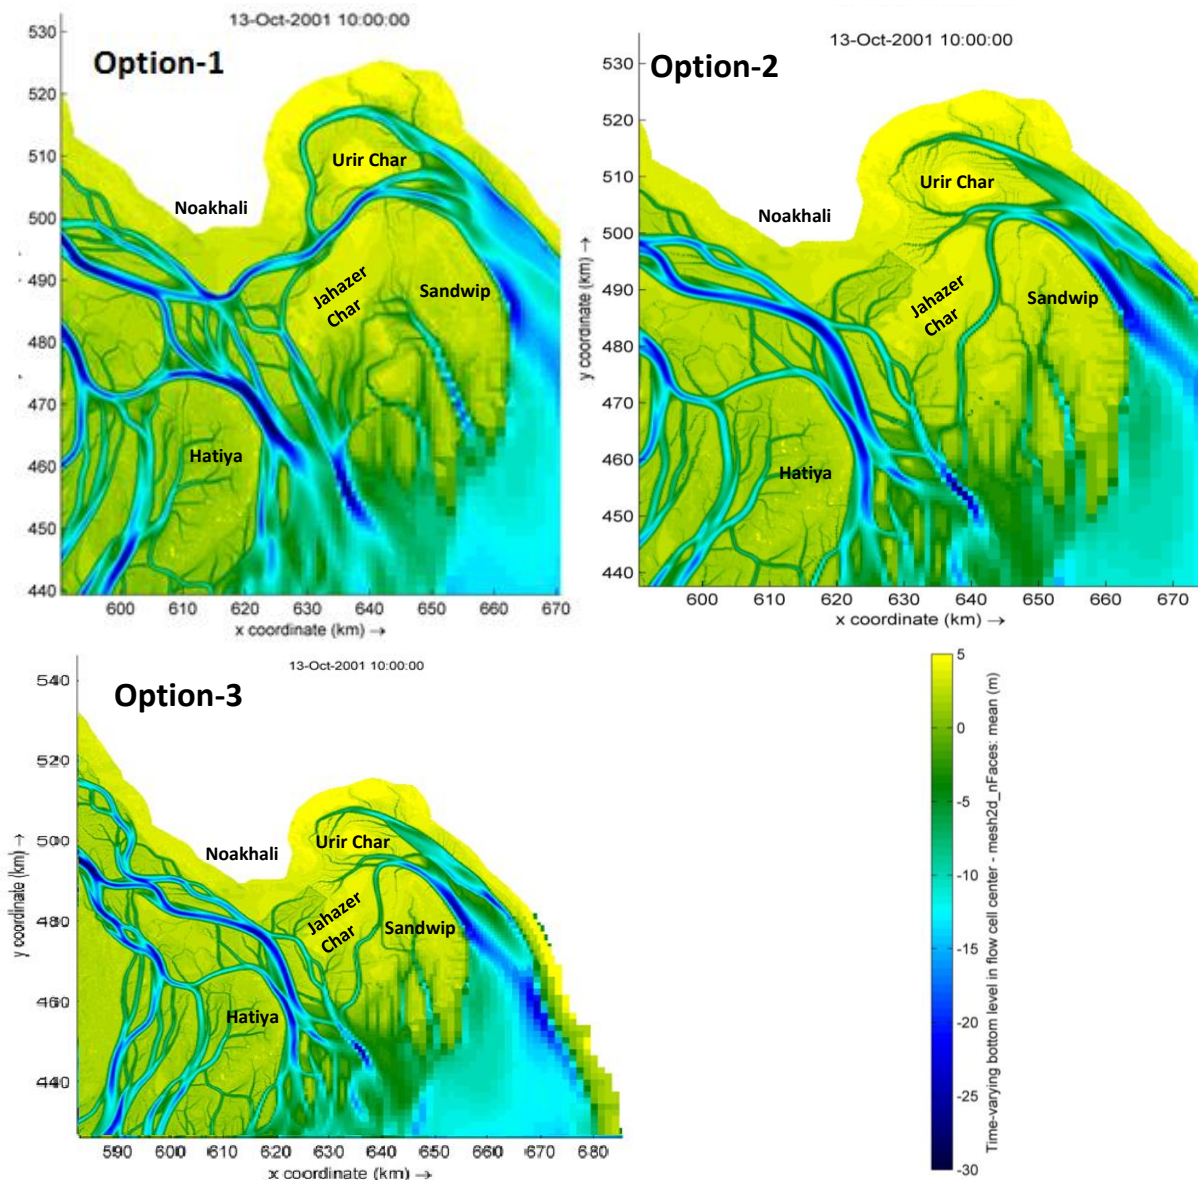 13-Oct-2001 10:00:00
Option-1
530
520
510
500
490
480
470
460
450
440
Urir Char
Noakhali
Jahazer
Char
Sandwip
Hatiya
600
610
620
630
640
650
660
670
x coordinate (km) →
13-Oct-2001 10:00:00
Option-2
530
520
510
500
490
480
470
460
450
440
y coordinate (km) →
Urir Char
Noakhali
Jahazer
Char
Sandwip
Hatiya
600
610
620
630
640
650
660
670
x coordinate (km) →
13-Oct-2001 10:00:00
Option-3
540
520
500
480
460
440
y coordinate (km) →
Urir Char
Noakhali
Jahazer
Char
Sandwip
Hatiya
590
600
610
620
630
640
650
660
670
680
x coordinate (km) →
5
0
-5
-10
-15
-20
-25
-30
Time-varying bottom level in flow cell center - mesh2d_nFaces: mean (m)